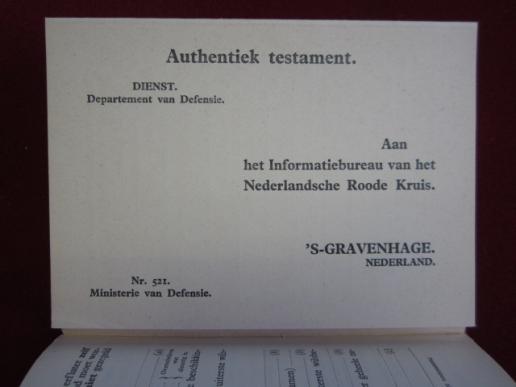 Authentiek testament.
DIENST.
Departement van Defensie.
Aan
het Informatiebureau van het
Nederlandsche Roode Kruis.
'S-GRAVENHAGE.
NEDERLAND.
Nr. 521.
Ministerie van Defensie.